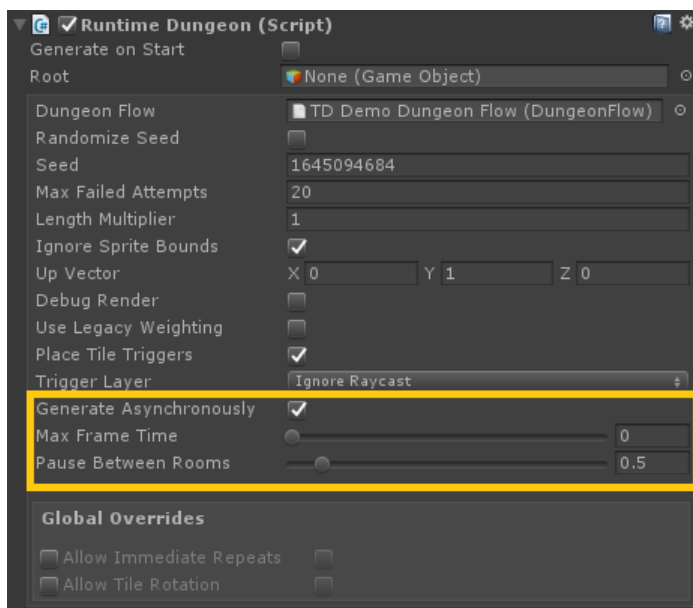 Runtime Dungeon (Script)
Generate on Start
Root None (Game Object)
Dungeon Flow TD Demo Dungeon Flow (DungeonFlow)
Randomize Seed
Seed 1645094684
Max Failed Attempts 20
Length Multiplier 1
Ignore Sprite Bounds
Up Vector X 0 Y 1 Z 0
Debug Render
Use Legacy Weighting
Place Tile Triggers
Trigger Layer Ignore Raycast
Generate Asynchronously
Max Frame Time 0
Pause Between Rooms 0.5
Global Overrides
Allow Immediate Repeats
Allow Tile Rotation